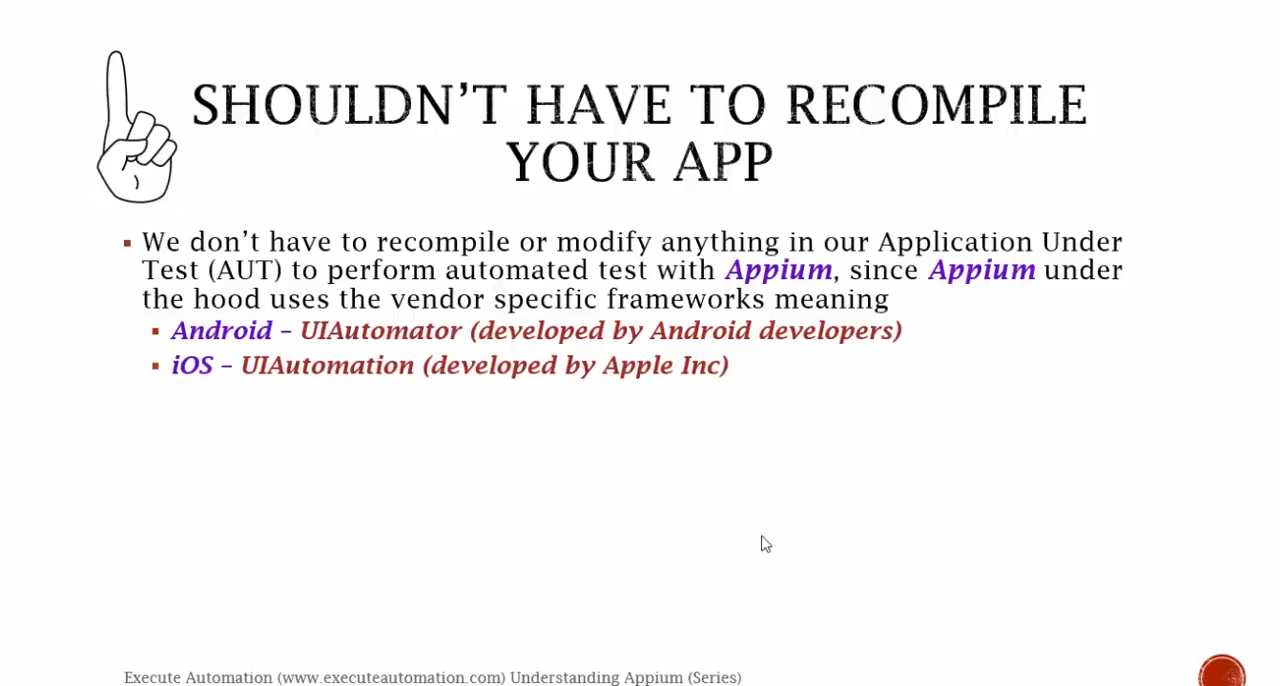 SHOULDN’T HAVE TO RECOMPILE
YOUR APP
▪ We don’t have to recompile or modify anything in our Application Under
Test (AUT) to perform automated test with Appium, since Appium under
the hood uses the vendor specific frameworks meaning
▪ Android – UIAutomator (developed by Android developers)
▪ iOS – UIAutomation (developed by Apple Inc)
Execute Automation (www.executeautomation.com) Understanding Appium (Series)